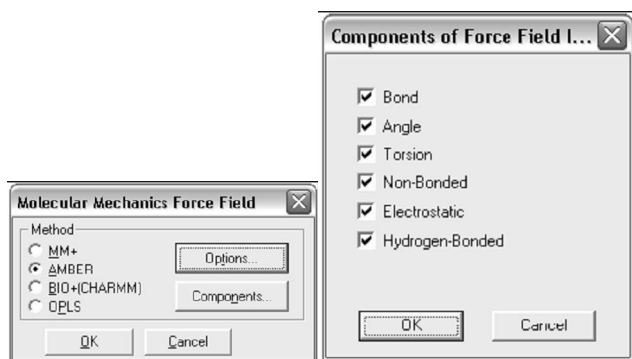 Molecular Mechanics Force Field
Method
MM+
AMBER
BIO+(CHARMM)
OPLS
Options...
Components...
OK
Cancel
Components of Force Field I...
Bond
Angle
Torsion
Non-Bonded
Electrostatic
Hydrogen-Bonded
OK
Cancel